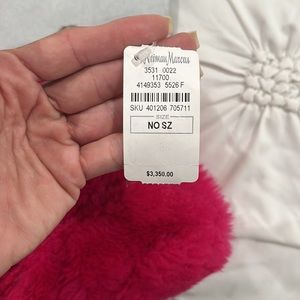 Neiman Marcus
3531 0022
11700
4149353 5526 F
SKU 401206 705711
SIZE
NO SZ
$3,350.00